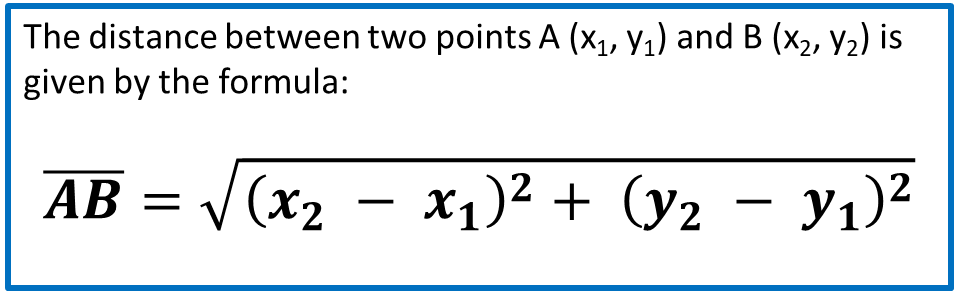 The distance between two points A (x₁, y₁) and B (x₂, y₂) is
given by the formula:
A̅B̅ = √(x₂ − x₁)² + (y₂ − y₁)²